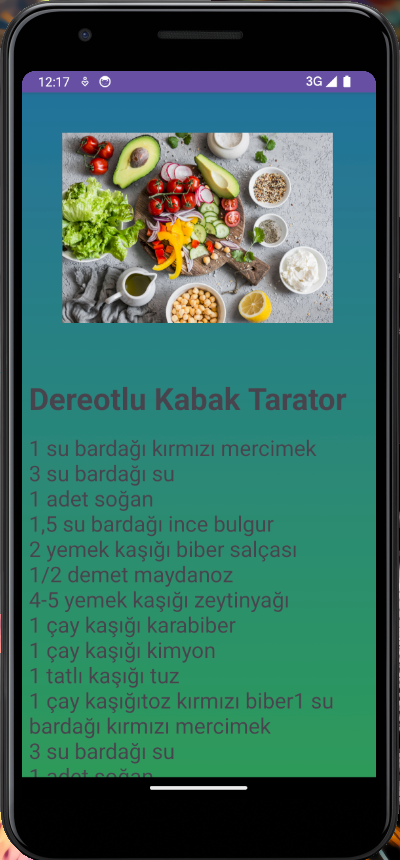 12:17
3G
Dereotlu Kabak Tarator
1 su bardağı kırmızı mercimek
3 su bardağı su
1 adet soğan
1,5 su bardağı ince bulgur
2 yemek kaşığı biber salçası
1/2 demet maydanoz
4-5 yemek kaşığı zeytinyağı
1 çay kaşığı karabiber
1 çay kaşığı kimyon
1 tatlı kaşığı tuz
1 çay kaşığıtoz kırmızı biber1 su
bardağı kırmızı mercimek
3 su bardağı su
1 adet soğan